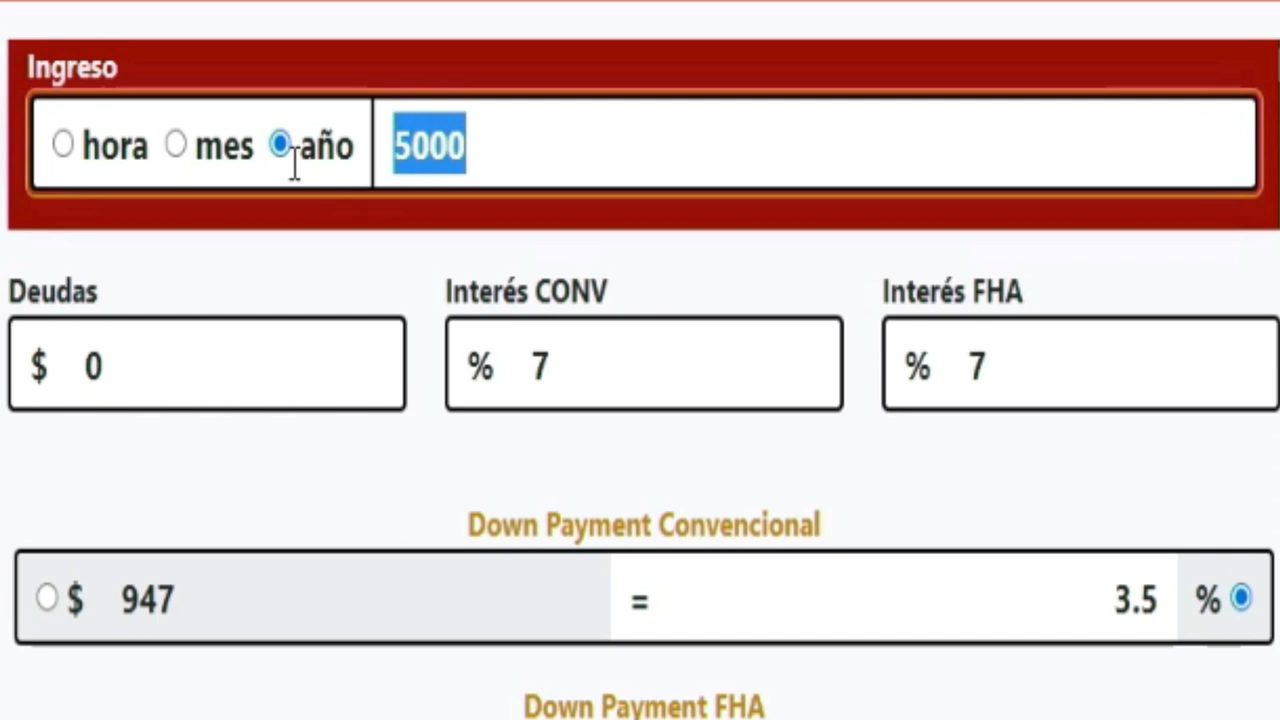 Ingreso
hora mes año 5000
Deudas Interés CONV Interés FHA
$ 0 % 7 % 7
Down Payment Convencional
$ 947 = 3.5 %
Down Payment FHA